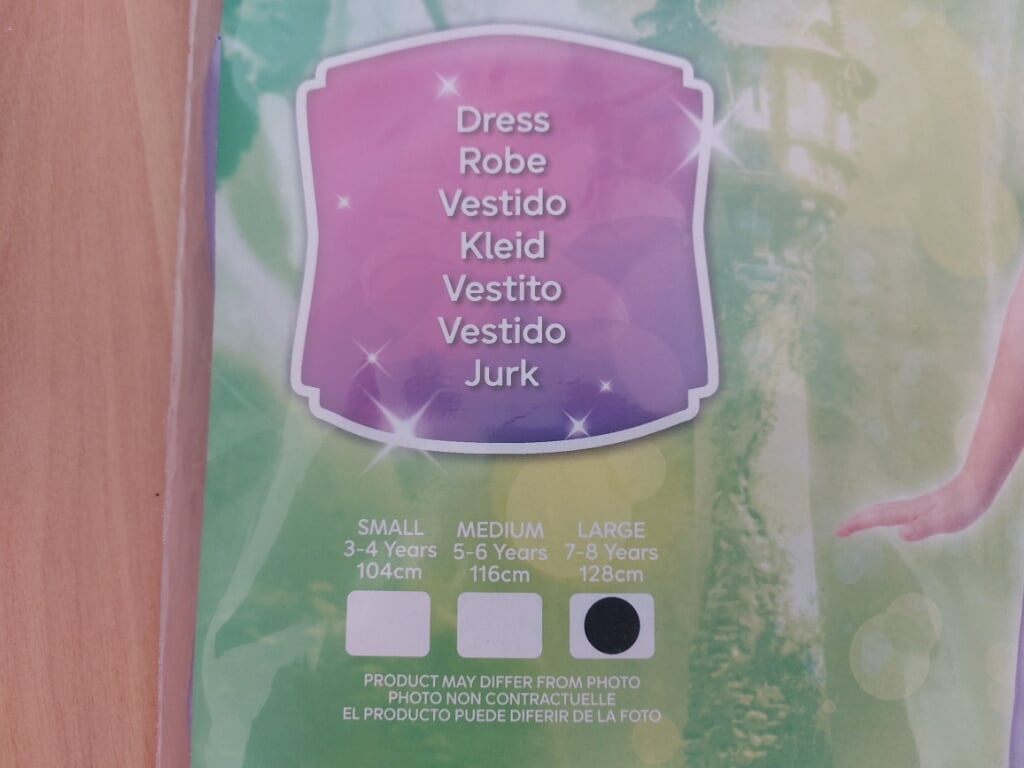 Dress
Robe
Vestido
Kleid
Vestito
Vestido
Jurk
SMALL MEDIUM LARGE
3-4 Years 5-6 Years 7-8 Years
104cm 116cm 128cm
PRODUCT MAY DIFFER FROM PHOTO
PHOTO NON CONTRACTUELLE
EL PRODUCTO PUEDE DIFERIR DE LA FOTO